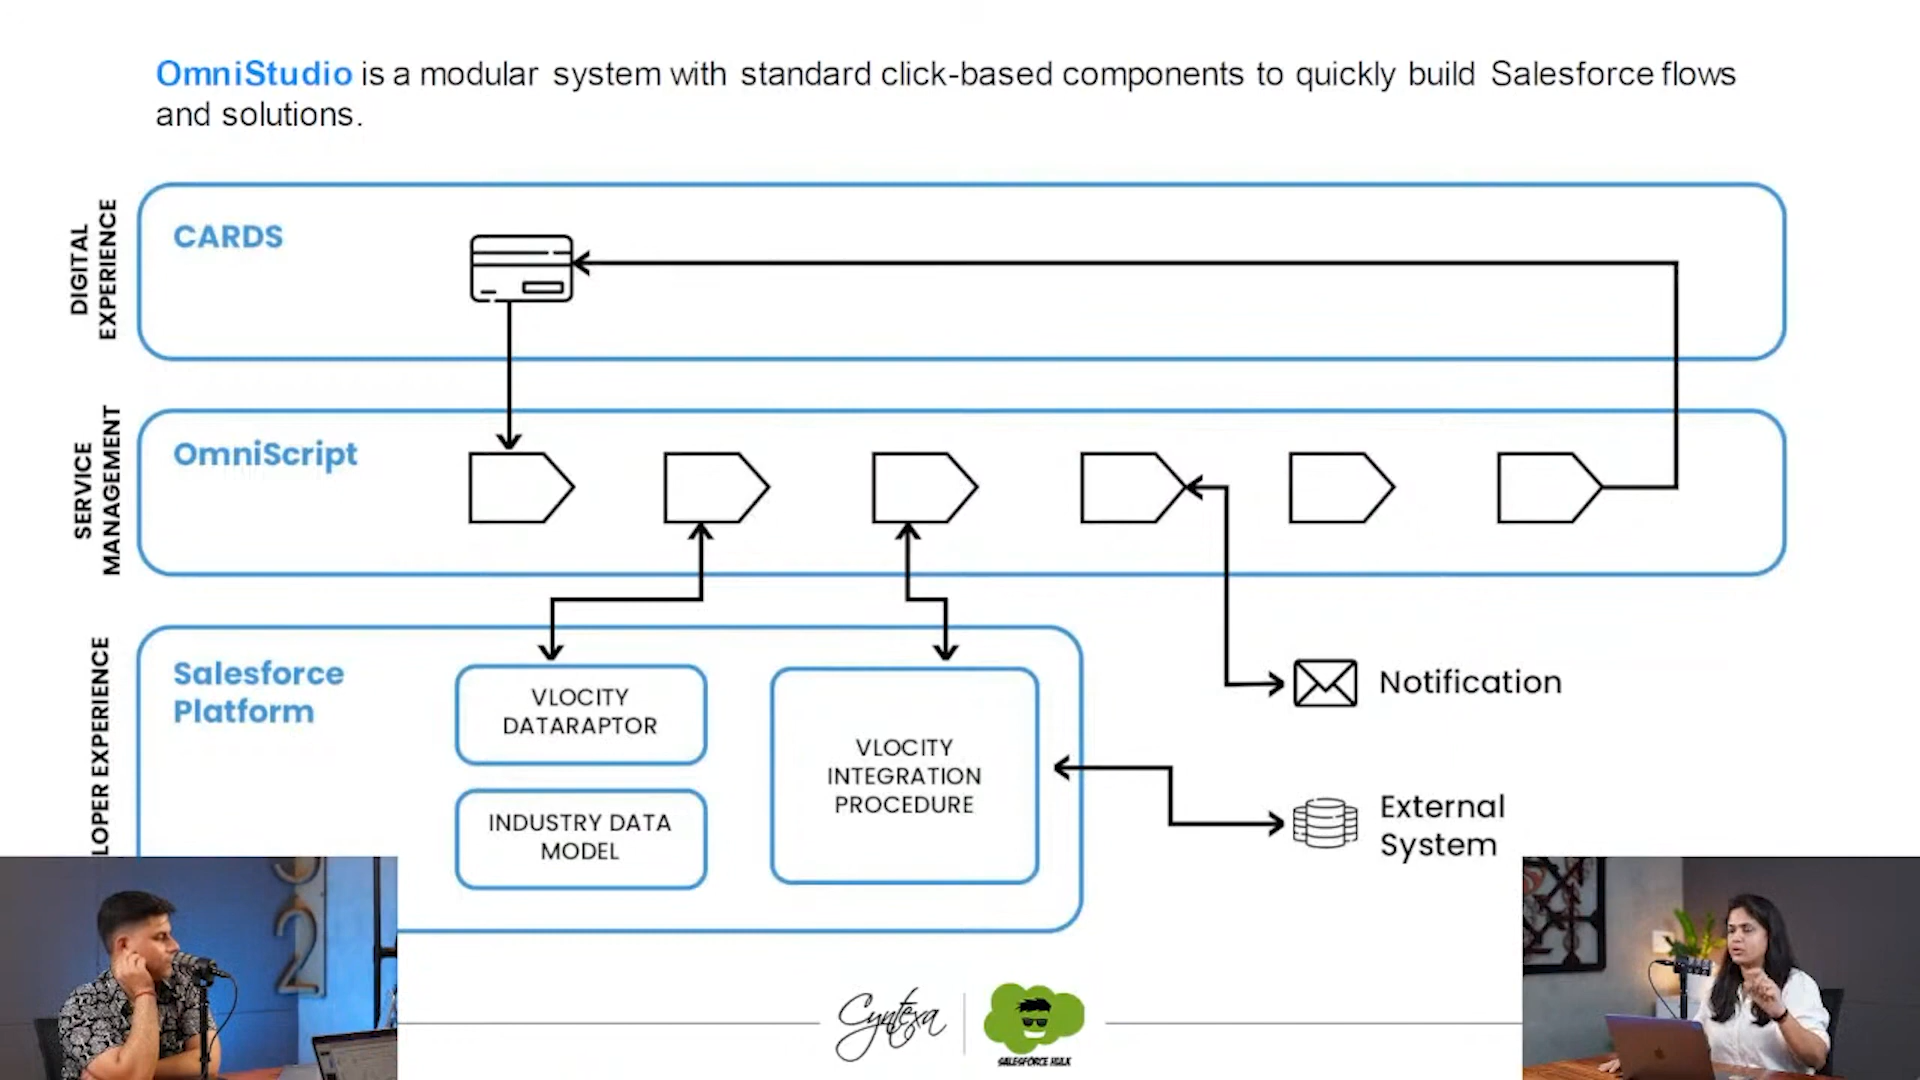 OmniStudio is a modular system with standard click-based components to quickly build Salesforce flows
and solutions.
DIGITAL
EXPERIENCE
CARDS
SERVICE
MANAGEMENT
OmniScript
LOPER EXPERIENCE
Salesforce
Platform
VLOCITY
DATARAPTOR
INDUSTRY DATA
MODEL
VLOCITY
INTEGRATION
PROCEDURE
Notification
External
System
Cyntexa
SALESFORCE HULK